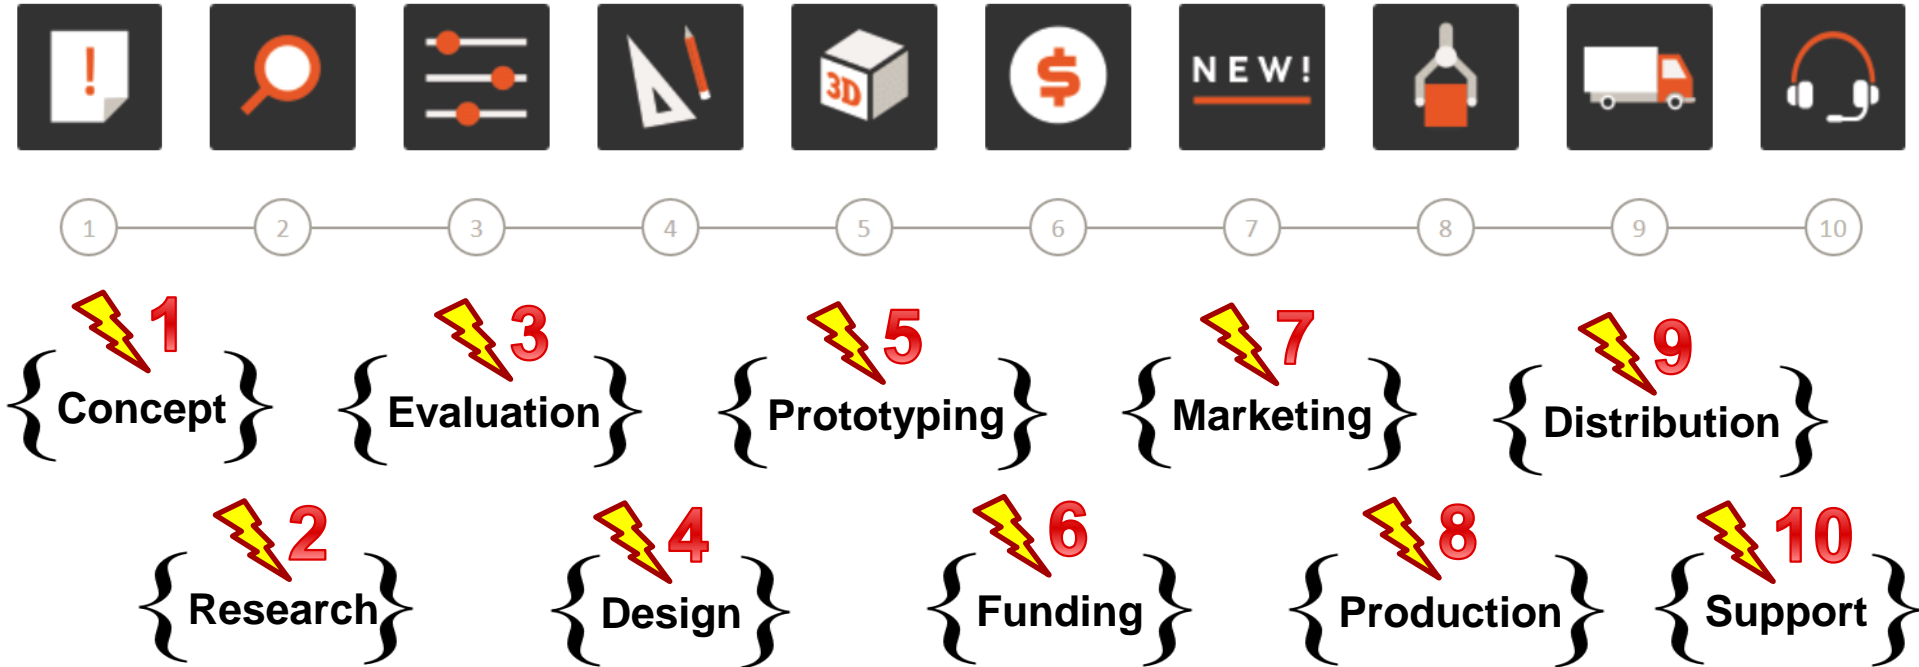 !
3D
$
NEW!
1 2 3 4 5 6 7 8 9 10
1 3 5 7 9
Concept Evaluation Prototyping Marketing Distribution
2 4 6 8 10
Research Design Funding Production Support